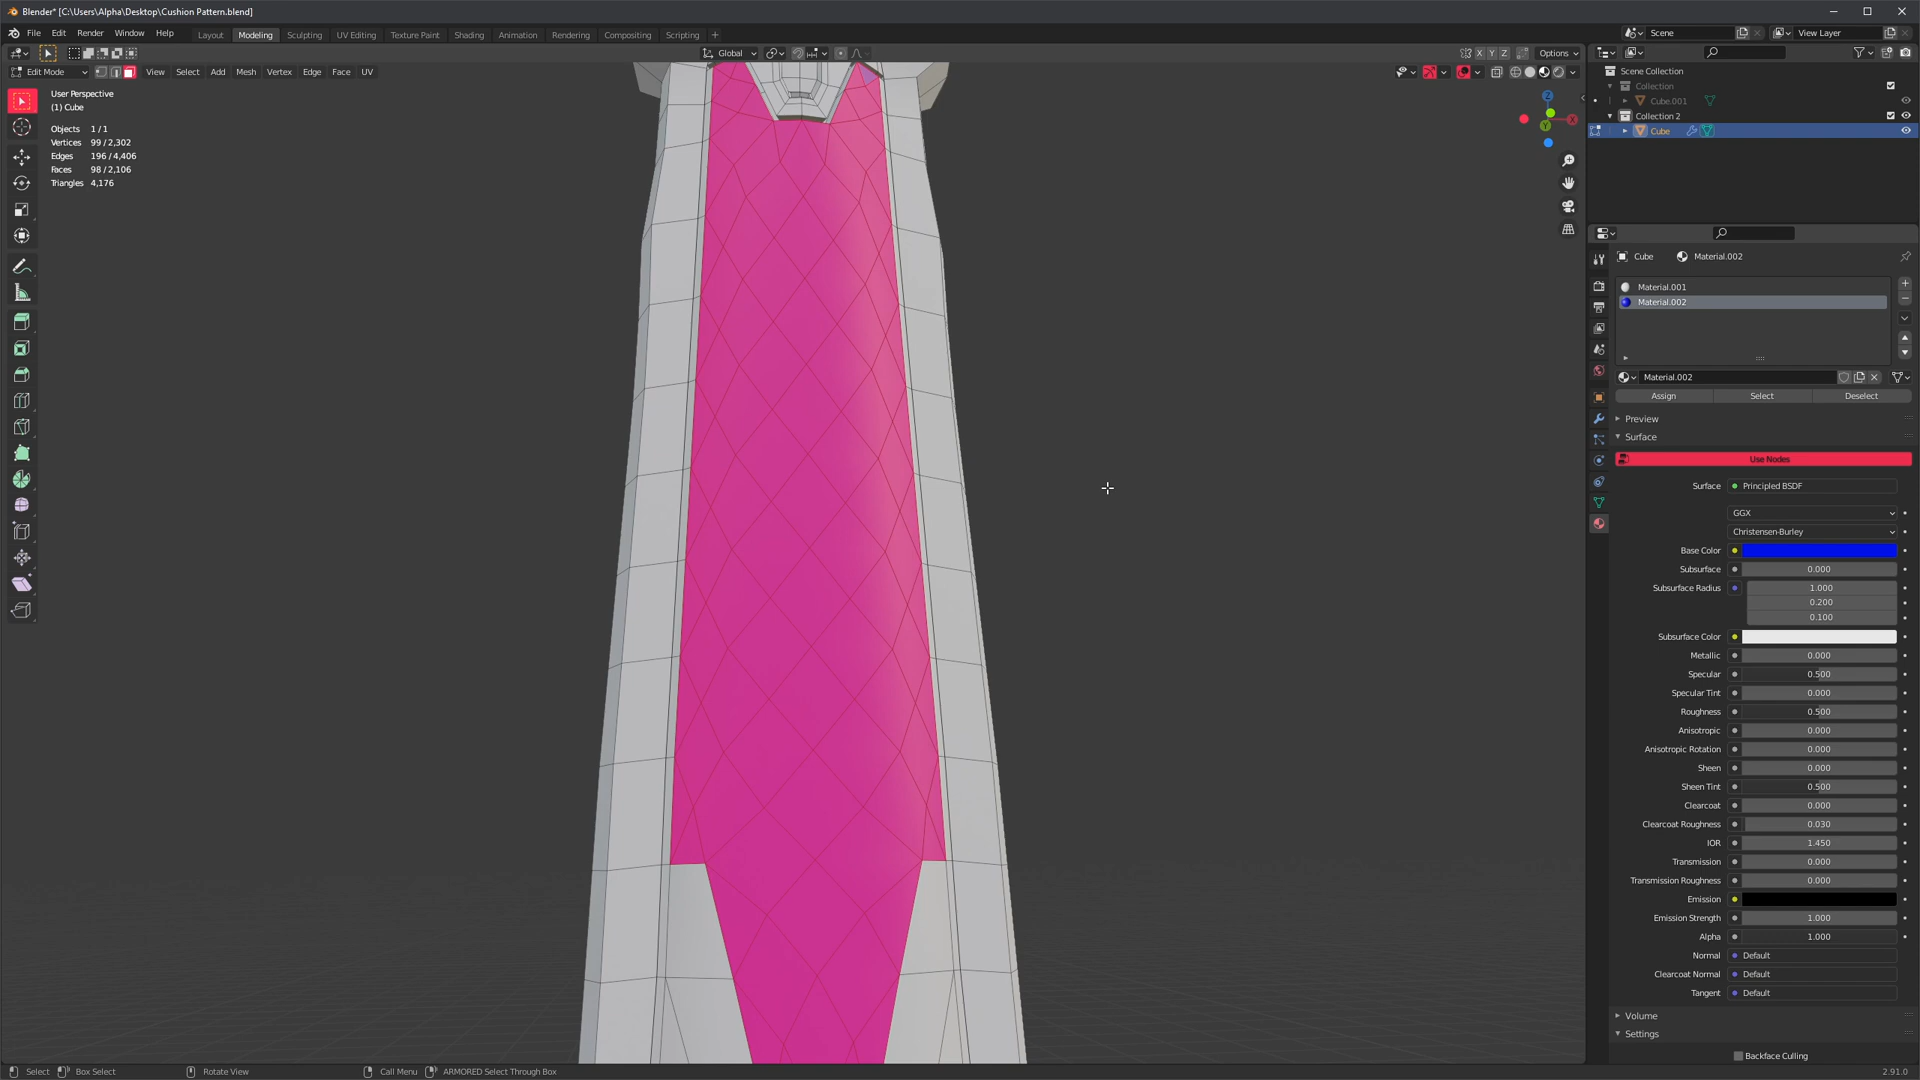 Blender* [C:\Users\Alpha\Desktop\Cushion Pattern.blend]
File Edit Render Window Help Layout Modeling Sculpting UV Editing Texture Paint Shading Animation Rendering Compositing Scripting + Scene View Layer
Global X Y Z Options
Edit Mode View Select Add Mesh Vertex Edge Face UV
User Perspective
(1) Cube
Objects 1 / 1
Vertices 99 / 2,302
Edges 196 / 4,406
Faces 98 / 2,106
Triangles 4,176
Z
X
Y
Scene Collection
Collection
Cube.001
Collection 2
Cube
Cube Material.002
Material.001
Material.002
Material.002
Assign Select Deselect
Preview
Surface
Use Nodes
Surface Principled BSDF
GGX
Christensen-Burley
Base Color
Subsurface 0.000
Subsurface Radius 1.000
0.200
0.100
Subsurface Color
Metallic 0.000
Specular 0.500
Specular Tint 0.000
Roughness 0.500
Anisotropic 0.000
Anisotropic Rotation 0.000
Sheen 0.000
Sheen Tint 0.500
Clearcoat 0.000
Clearcoat Roughness 0.030
IOR 1.450
Transmission 0.000
Transmission Roughness 0.000
Emission
Emission Strength 1.000
Alpha 1.000
Normal Default
Clearcoat Normal Default
Tangent Default
Volume
Settings
Backface Culling
Select Box Select Rotate View Call Menu ARMORED Select Through Box 2.91.0